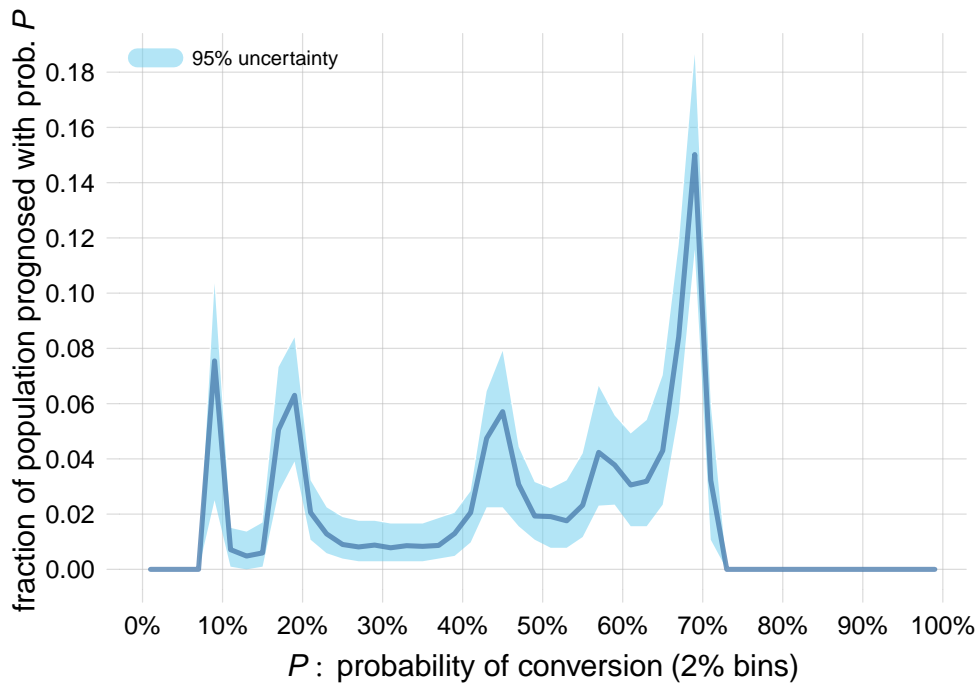 fraction of population prognosed with prob. P
95% uncertainty
0.18
0.16
0.14
0.12
0.10
0.08
0.06
0.04
0.02
0.00
0% 10% 20% 30% 40% 50% 60% 70% 80% 90% 100%
P : probability of conversion (2% bins)